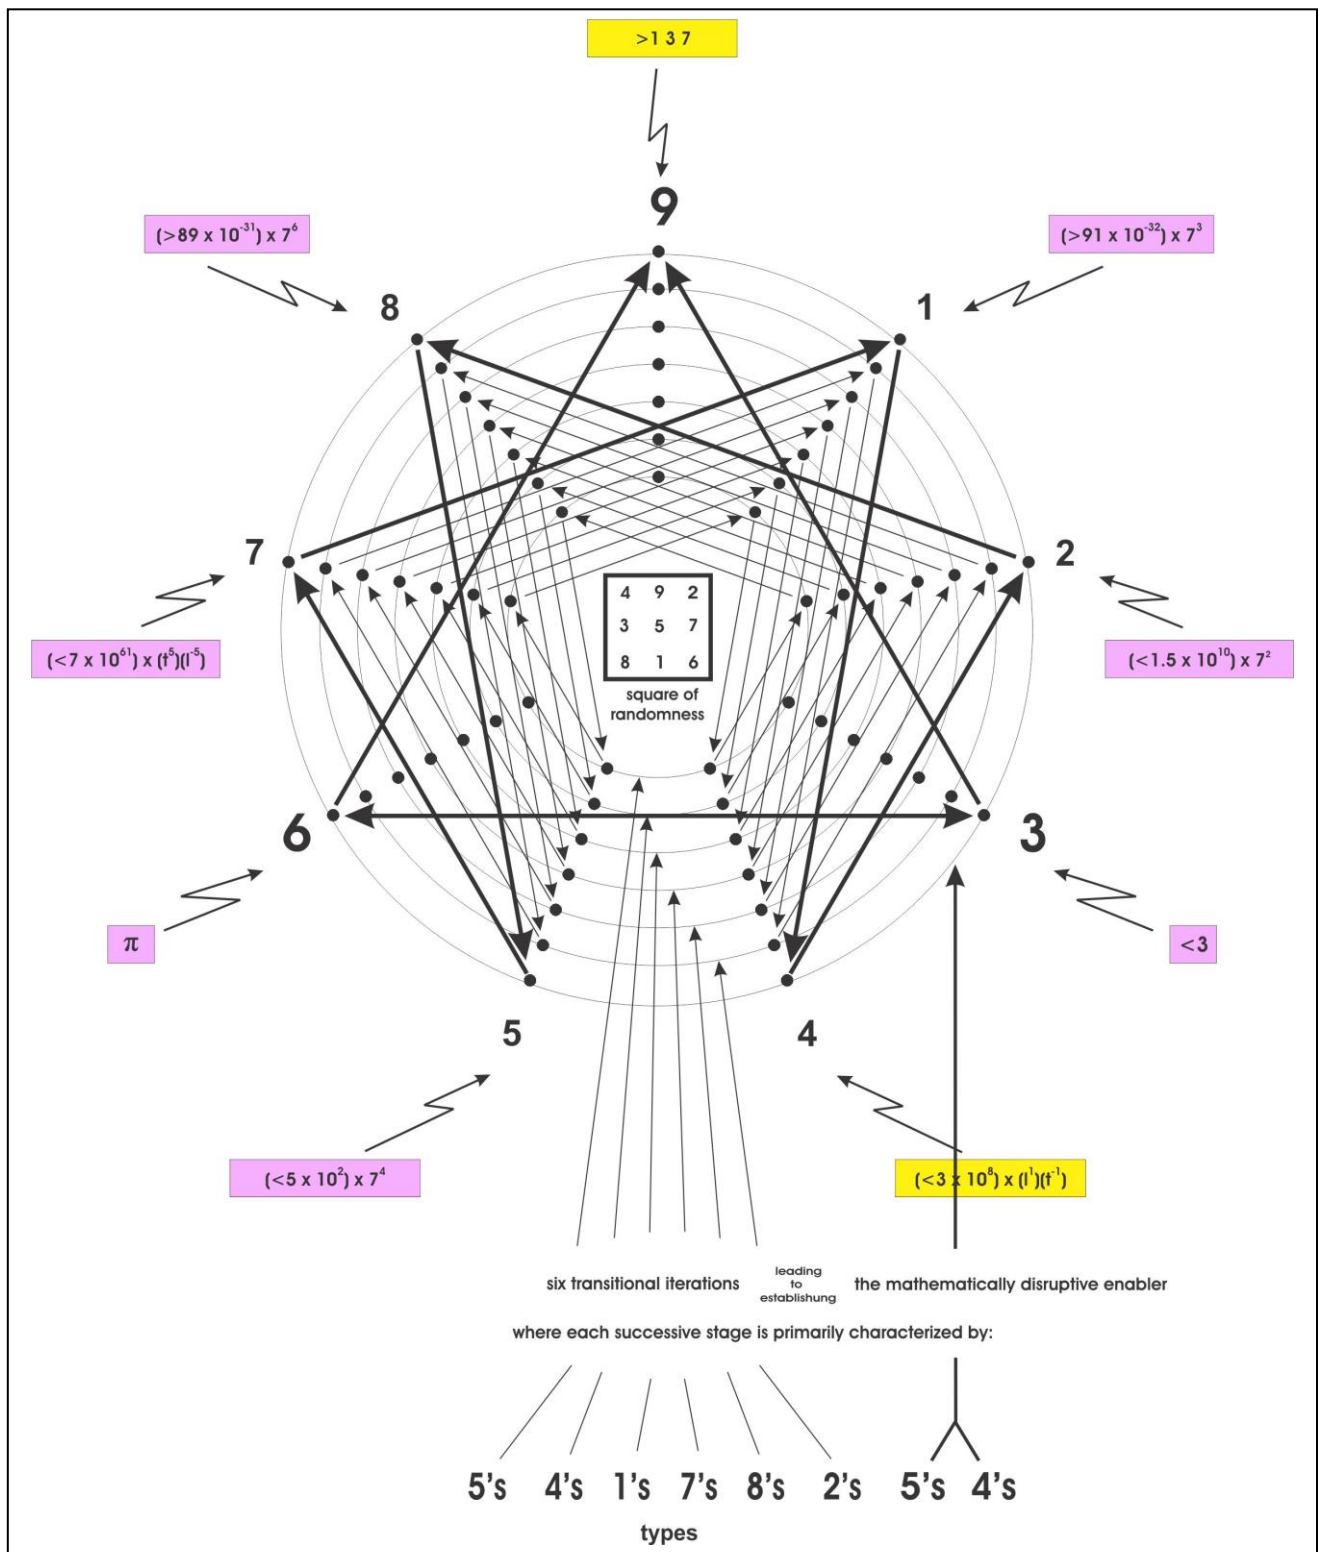 >1 3 7
9
(>89 x 10⁻³¹) x 7⁶
(>91 x 10⁻³²) x 7³
8
1
7
2
4 9 2
3 5 7
8 1 6
(<7 x 10⁶¹) x (t⁵)(l⁻⁵)
(<1.5 x 10¹⁰) x 7²
square of
randomness
6
3
π
<3
5
4
(<5 x 10²) x 7⁴
(<3 x 10⁸) x (l¹)(t⁻¹)
six transitional iterations
leading
to
establishung
the mathematically disruptive enabler
where each successive stage is primarily characterized by:
5's 4's 1's 7's 8's 2's 5's 4's
types